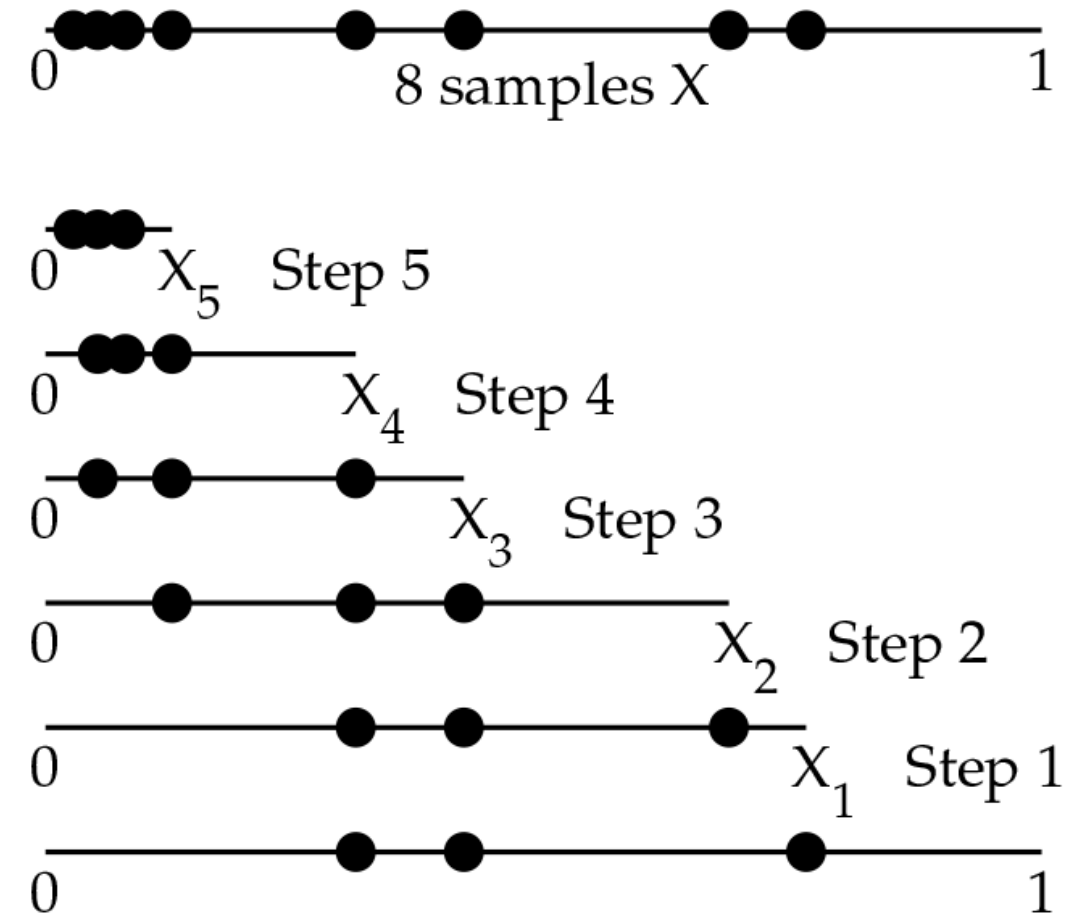 0 8 samples X 1
0 X₅ Step 5
0 X₄ Step 4
0 X₃ Step 3
0 X₂ Step 2
0 X₁ Step 1
0 1